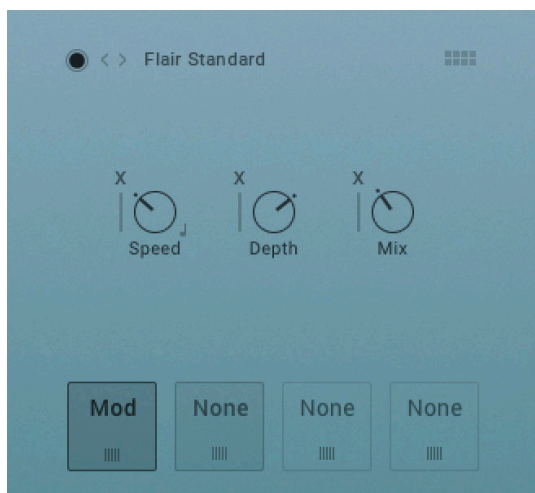 < > Flair Standard
X X X
Speed Depth Mix
Mod None None None